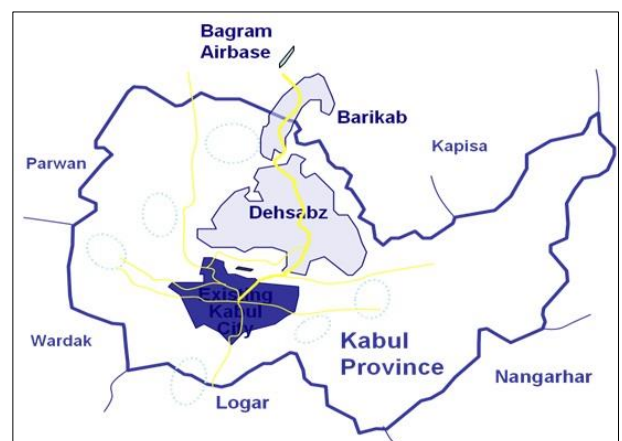 Bagram
Airbase
Barikab
Kapisa
Parwan
Dehsabz
Existing
Kabul
City
Kabul
Province
Wardak
Nangarhar
Logar